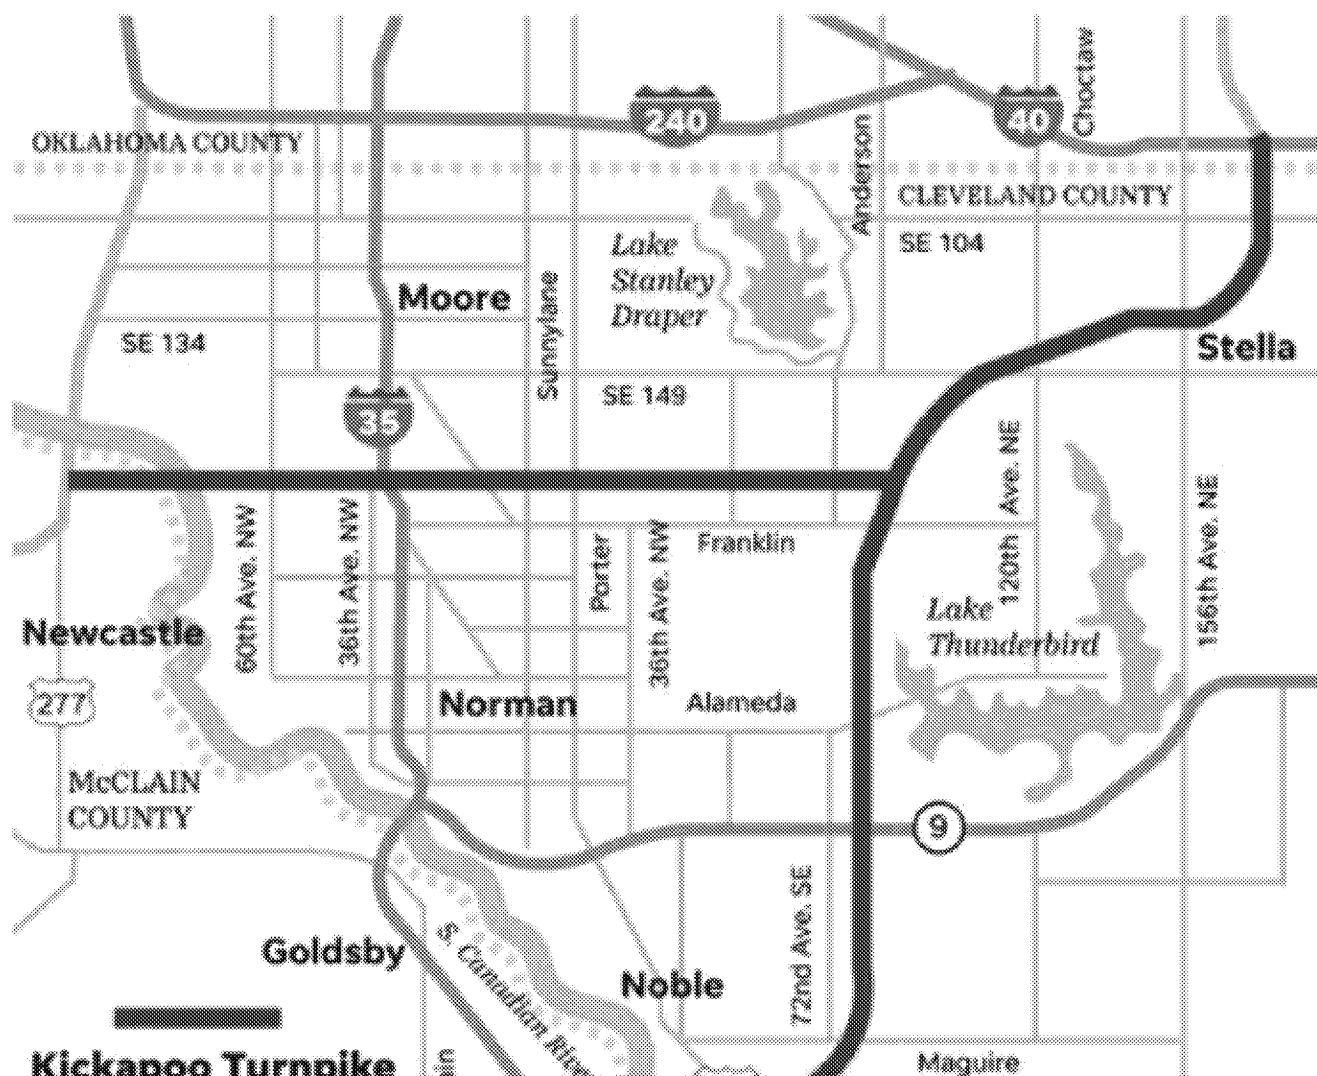 Choctaw
240
40
OKLAHOMA COUNTY
Anderson
CLEVELAND COUNTY
SE 104
Lake
Stanley
Draper
Moore
Sunnylane
SE 134
Stella
SE 149
35
120th Ave. NE
156th Ave. NE
60th Ave. NW
36th Ave. NW
Porter
36th Ave. NW
Franklin
Lake
Thunderbird
Newcastle
277
Norman
Alameda
McCLAIN
COUNTY
9
72nd Ave. SE
Goldsby
S. Canadian River
Noble
Kickapoo Turnpike
Maguire